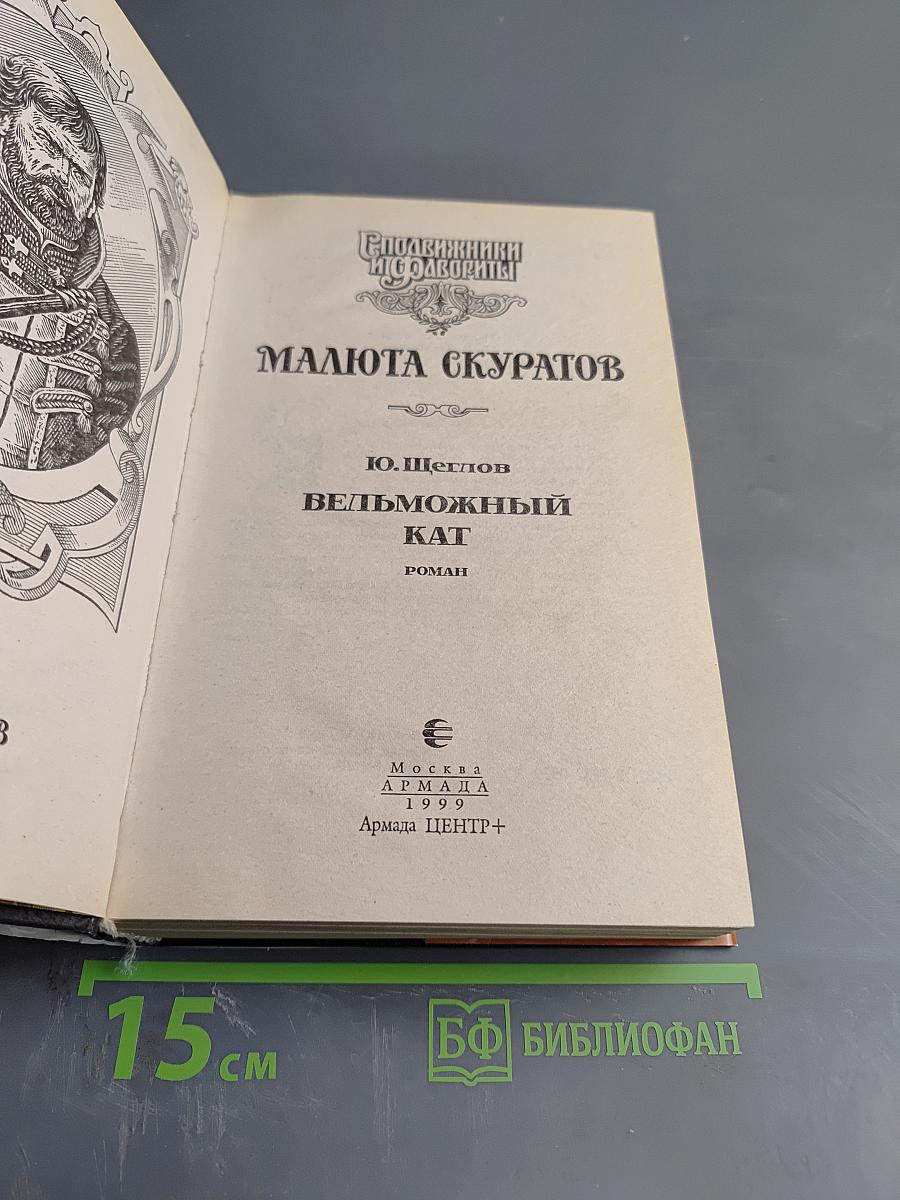 Сподвижники
и фавориты
МАЛЮТА СКУРАТОВ
Ю. Щеглов
ВЕЛЬМОЖНЫЙ
КАТ
РОМАН
Москва
АРМАДА
1999
Армада ЦЕНТР+
В
15 см
БФ БИБЛИОФАН